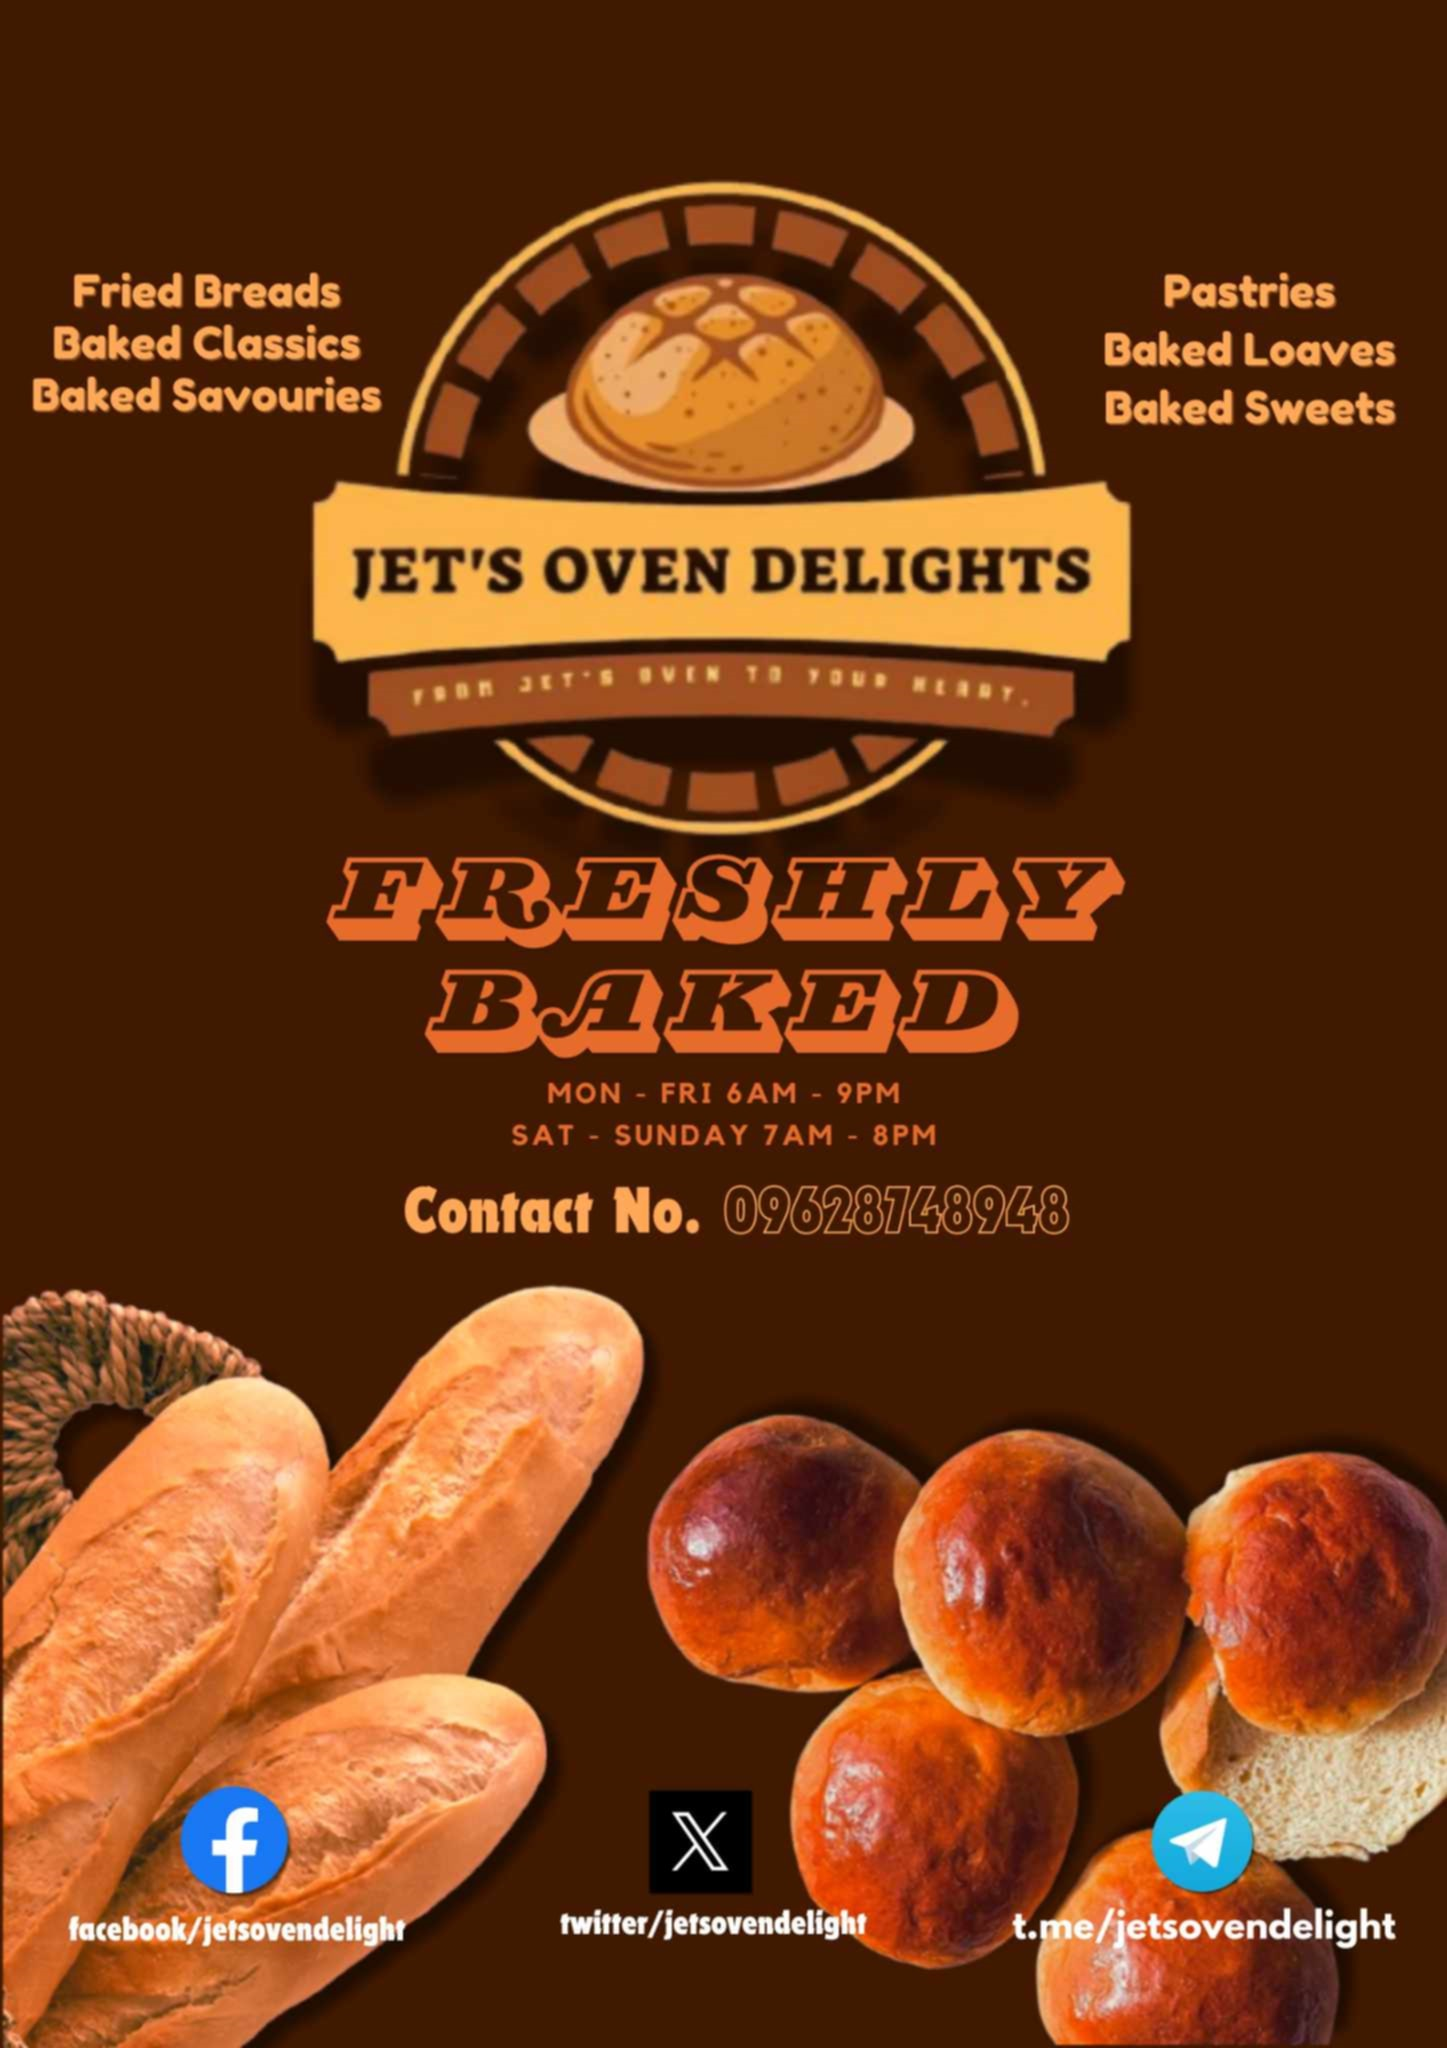 Fried Breads
Baked Classics
Baked Savouries
Pastries
Baked Loaves
Baked Sweets
JET'S OVEN DELIGHTS
FROM JET'S OVEN TO YOUR HEART.
FRESHLY
BAKED
MON - FRI 6AM - 9PM
SAT - SUNDAY 7AM - 8PM
Contact No. 09628748948
facebook/jetsovendelight
twitter/jetsovendelight
t.me/jetsovendelight